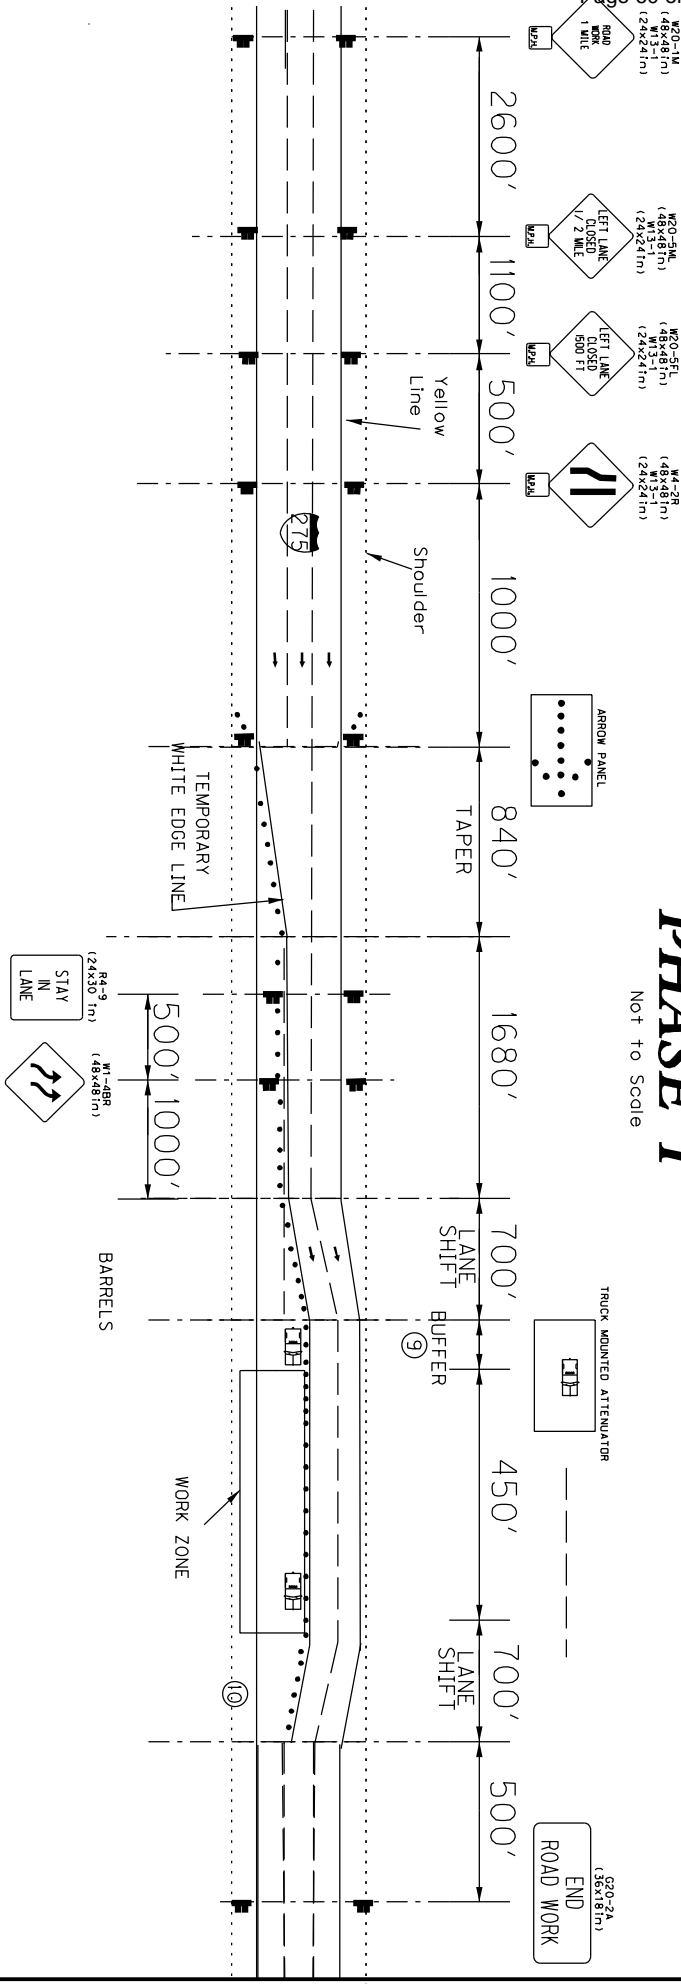 W20-1M
(48x48in)
W13-1
(24x24in)
ROAD
WORK
1 MILE
M.P.H.
2600'
W20-5ML
(48x48in)
W13-1
(24x24in)
LEFT LANE
CLOSED
1/ 2 MILE
M.P.H.
1100'
W20-5FL
(48x48in)
W13-1
(24x24in)
LEFT LANE
CLOSED
1500 FT
M.P.H.
500'
Yellow
Line
W4-2R
(48x48in)
W13-1
(24x24in)
M.P.H.
275
Shoulder
1000'
ARROW PANEL
840'
TAPER
TEMPORARY
WHITE EDGE LINE
PHASE 1
Not to Scale
1680'
R4-9
(24x30 in)
STAY
IN
LANE
500'
W1-4BR
(48x48in)
1000'
700'
LANE
SHIFT
BARRELS
TRUCK MOUNTED ATTENUATOR
BUFFER
9
450'
WORK ZONE
700'
LANE
SHIFT
10
500'
G20-2A
(36x18in)
END
ROAD WORK